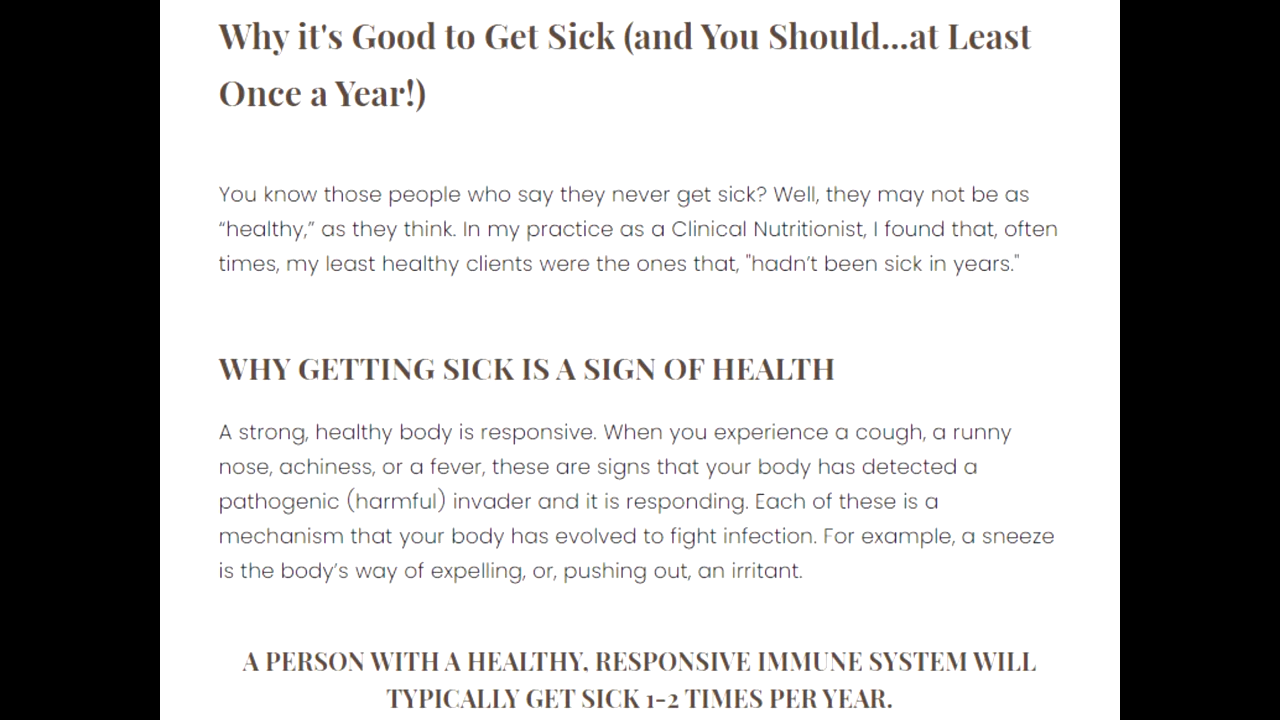 Why it's Good to Get Sick (and You Should...at Least
Once a Year!)
You know those people who say they never get sick? Well, they may not be as
“healthy,” as they think. In my practice as a Clinical Nutritionist, I found that, often
times, my least healthy clients were the ones that, "hadn’t been sick in years."
WHY GETTING SICK IS A SIGN OF HEALTH
A strong, healthy body is responsive. When you experience a cough, a runny
nose, achiness, or a fever, these are signs that your body has detected a
pathogenic (harmful) invader and it is responding. Each of these is a
mechanism that your body has evolved to fight infection. For example, a sneeze
is the body’s way of expelling, or, pushing out, an irritant.
A PERSON WITH A HEALTHY, RESPONSIVE IMMUNE SYSTEM WILL
TYPICALLY GET SICK 1-2 TIMES PER YEAR.